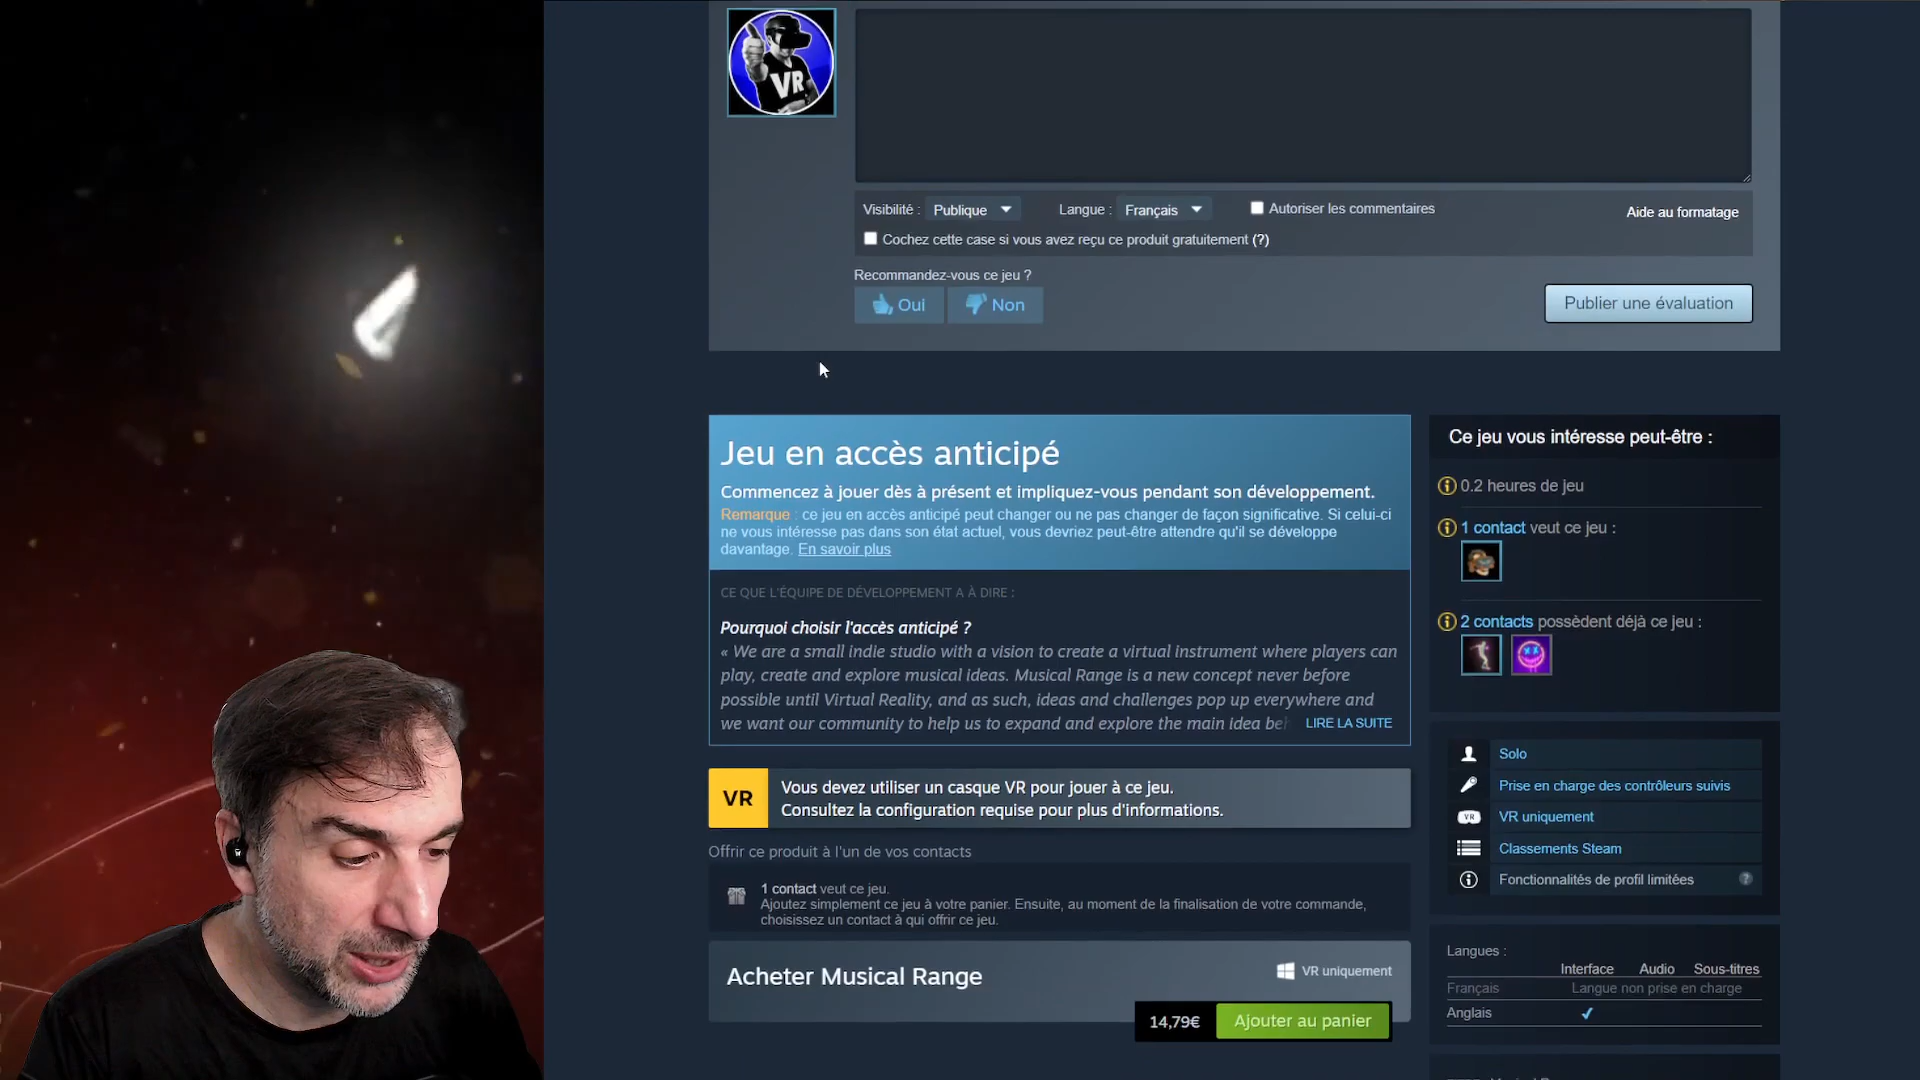 VR
Visibilité : Publique
Langue : Français
Autoriser les commentaires
Aide au formatage
Cochez cette case si vous avez reçu ce produit gratuitement (?)
Recommandez-vous ce jeu ?
Oui
Non
Publier une évaluation
Jeu en accès anticipé
Commencez à jouer dès à présent et impliquez-vous pendant son développement.
Remarque : ce jeu en accès anticipé peut changer ou ne pas changer de façon significative. Si celui-ci
ne vous intéresse pas dans son état actuel, vous devriez peut-être attendre qu'il se développe
davantage. En savoir plus
CE QUE L'ÉQUIPE DE DÉVELOPPEMENT A À DIRE :
Pourquoi choisir l'accès anticipé ?
« We are a small indie studio with a vision to create a virtual instrument where players can
play, create and explore musical ideas. Musical Range is a new concept never before
possible until Virtual Reality, and as such, ideas and challenges pop up everywhere and
we want our community to help us to expand and explore the main idea
LIRE LA SUITE
VR
Vous devez utiliser un casque VR pour jouer à ce jeu.
Consultez la configuration requise pour plus d'informations.
Offrir ce produit à l'un de vos contacts
1 contact veut ce jeu.
Ajoutez simplement ce jeu à votre panier. Ensuite, au moment de la finalisation de votre commande,
choisissez un contact à qui offrir ce jeu.
Acheter Musical Range
VR uniquement
14,79€
Ajouter au panier
Ce jeu vous intéresse peut-être :
0.2 heures de jeu
1 contact veut ce jeu :
2 contacts possèdent déjà ce jeu :
Solo
Prise en charge des contrôleurs suivis
VR
VR uniquement
Classements Steam
Fonctionnalités de profil limitées ?
Langues :
Interface Audio Sous-titres
Français Langue non prise en charge
Anglais ✔